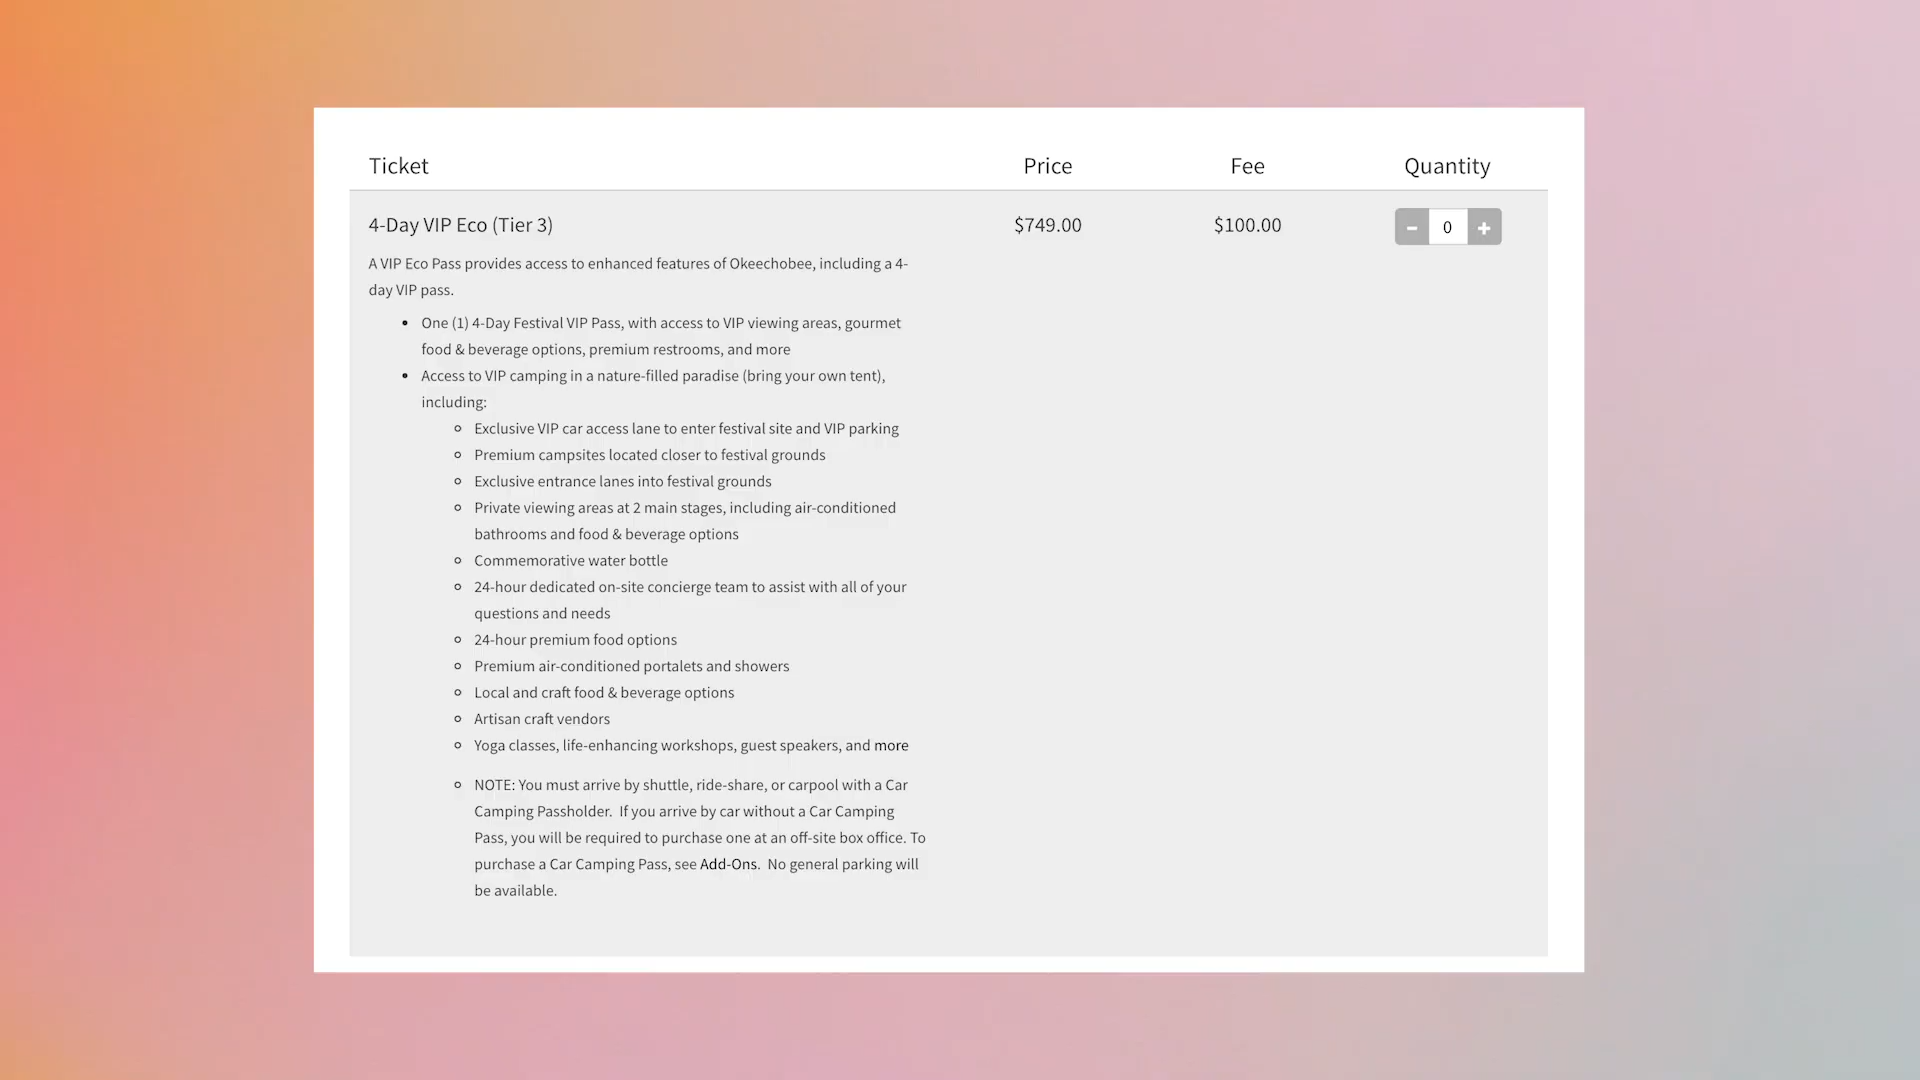 Ticket Price Fee Quantity
4-Day VIP Eco (Tier 3) $749.00 $100.00 - 0 +
A VIP Eco Pass provides access to enhanced features of Okeechobee, including a 4-
day VIP pass.
• One (1) 4-Day Festival VIP Pass, with access to VIP viewing areas, gourmet
food & beverage options, premium restrooms, and more
• Access to VIP camping in a nature-filled paradise (bring your own tent),
including:
◦ Exclusive VIP car access lane to enter festival site and VIP parking
◦ Premium campsites located closer to festival grounds
◦ Exclusive entrance lanes into festival grounds
◦ Private viewing areas at 2 main stages, including air-conditioned
bathrooms and food & beverage options
◦ Commemorative water bottle
◦ 24-hour dedicated on-site concierge team to assist with all of your
questions and needs
◦ 24-hour premium food options
◦ Premium air-conditioned portalets and showers
◦ Local and craft food & beverage options
◦ Artisan craft vendors
◦ Yoga classes, life-enhancing workshops, guest speakers, and more
◦ NOTE: You must arrive by shuttle, ride-share, or carpool with a Car
Camping Passholder. If you arrive by car without a Car Camping
Pass, you will be required to purchase one at an off-site box office. To
purchase a Car Camping Pass, see Add-Ons. No general parking will
be available.